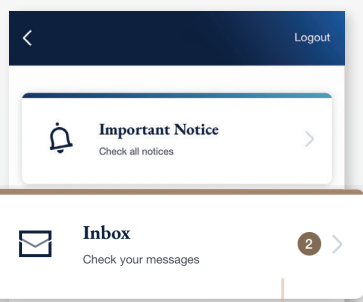 Logout
Important Notice
Check all notices
Inbox
Check your messages
2